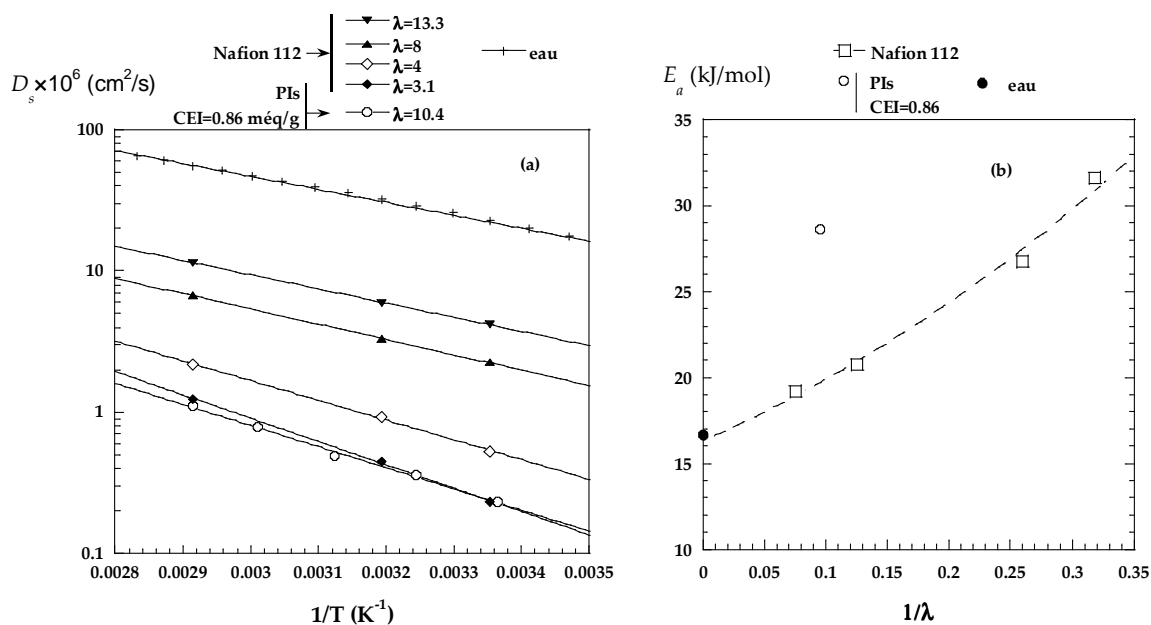 λ=13.3
Nafion 112 λ=8 eau
λ=4
λ=3.1
PIs
CEI=0.86 méq/g λ=10.4
D_s×10^6 (cm²/s)
(a)
100
10
1
0.1
0.0028 0.0029 0.003 0.0031 0.0032 0.0033 0.0034 0.0035
1/T (K⁻¹)
Nafion 112
PIs eau
CEI=0.86
E_a (kJ/mol)
(b)
35
30
25
20
15
10
0 0.05 0.1 0.15 0.2 0.25 0.3 0.35
1/λ